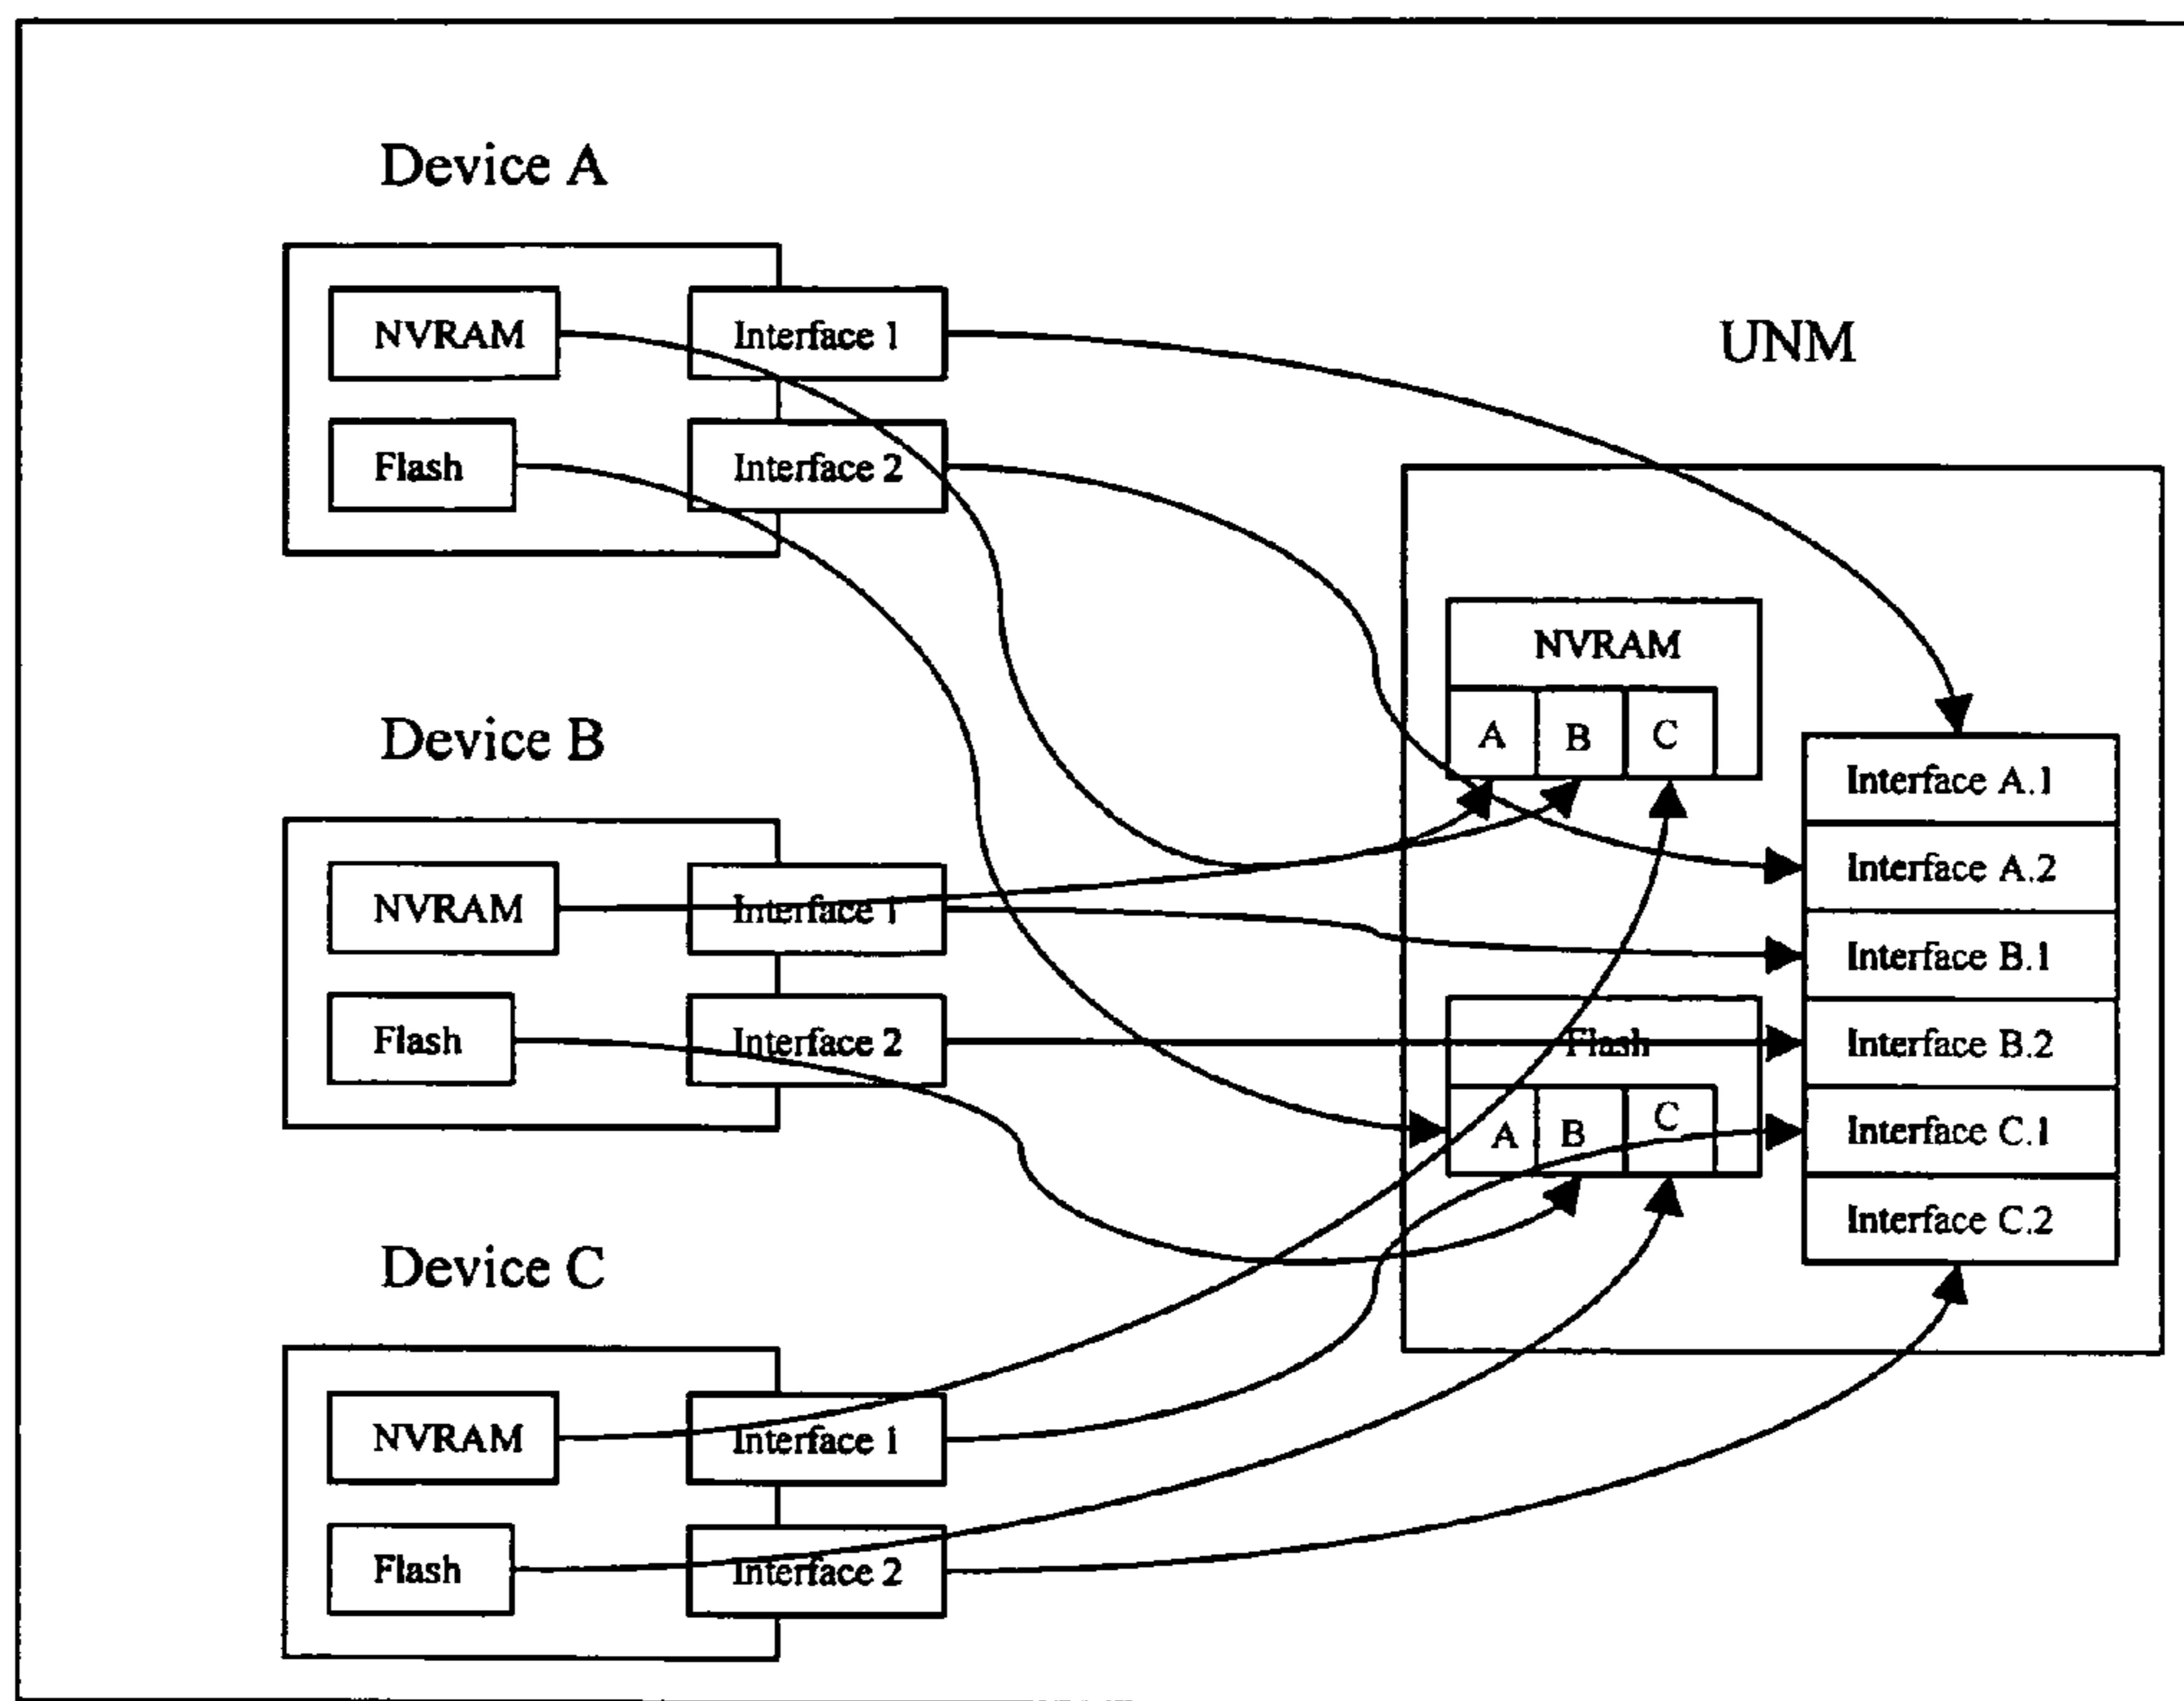 Device A
NVRAM
Interface 1
Flash
Interface 2
Device B
NVRAM
Interface 1
Flash
Interface 2
Device C
NVRAM
Interface 1
Flash
Interface 2
UNM
NVRAM
A B C
Flash
A B C
Interface A.1
Interface A.2
Interface B.1
Interface B.2
Interface C.1
Interface C.2